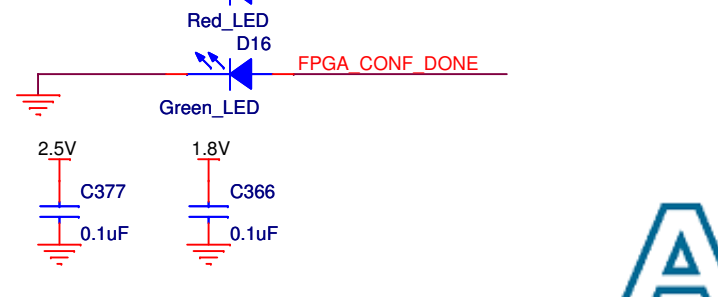 Red_LED
D16
FPGA_CONF_DONE
Green_LED
2.5V
1.8V
C377
C366
0.1uF
0.1uF
A